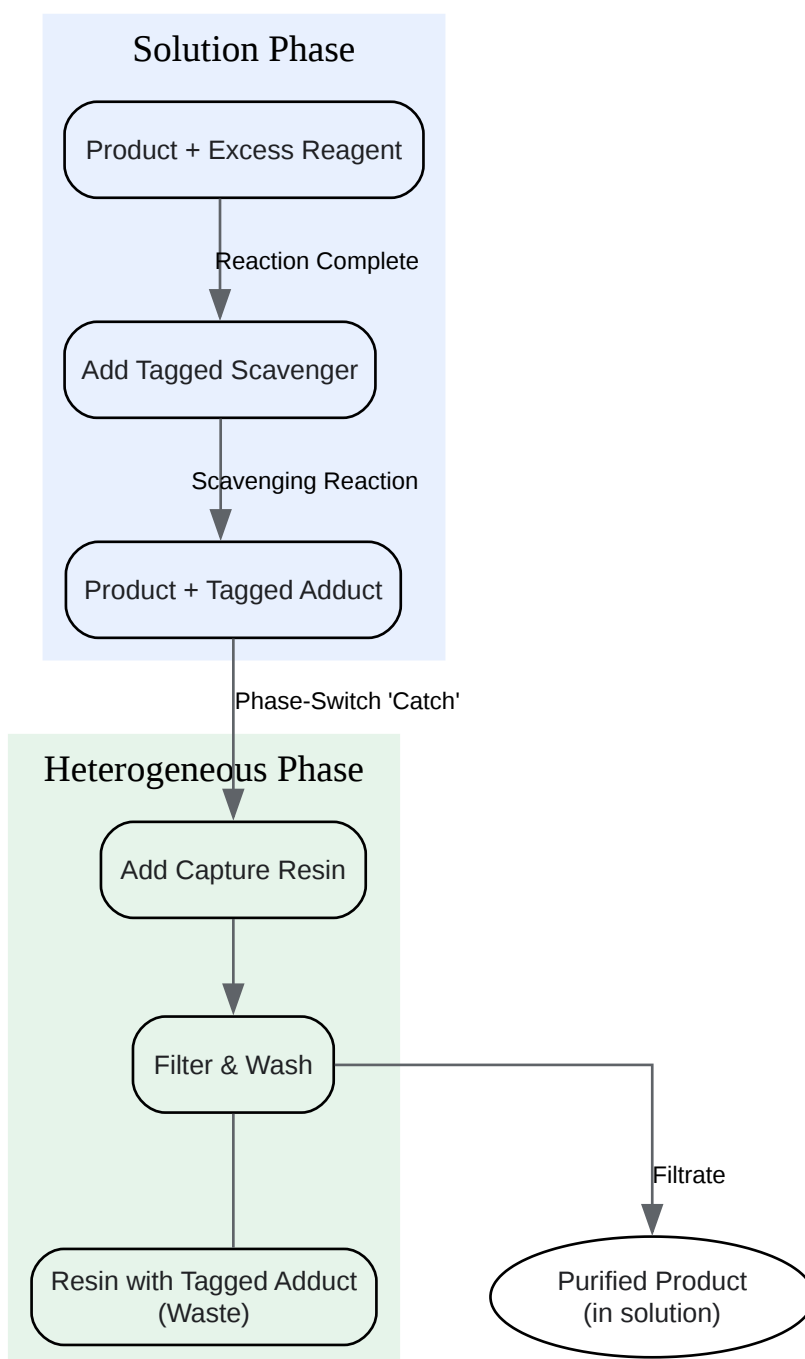 Solution Phase
Product + Excess Reagent
Reaction Complete
Add Tagged Scavenger
Scavenging Reaction
Product + Tagged Adduct
Phase-Switch 'Catch'
Heterogeneous Phase
Add Capture Resin
Filter & Wash
Filtrate
Resin with Tagged Adduct
(Waste)
Purified Product
(in solution)